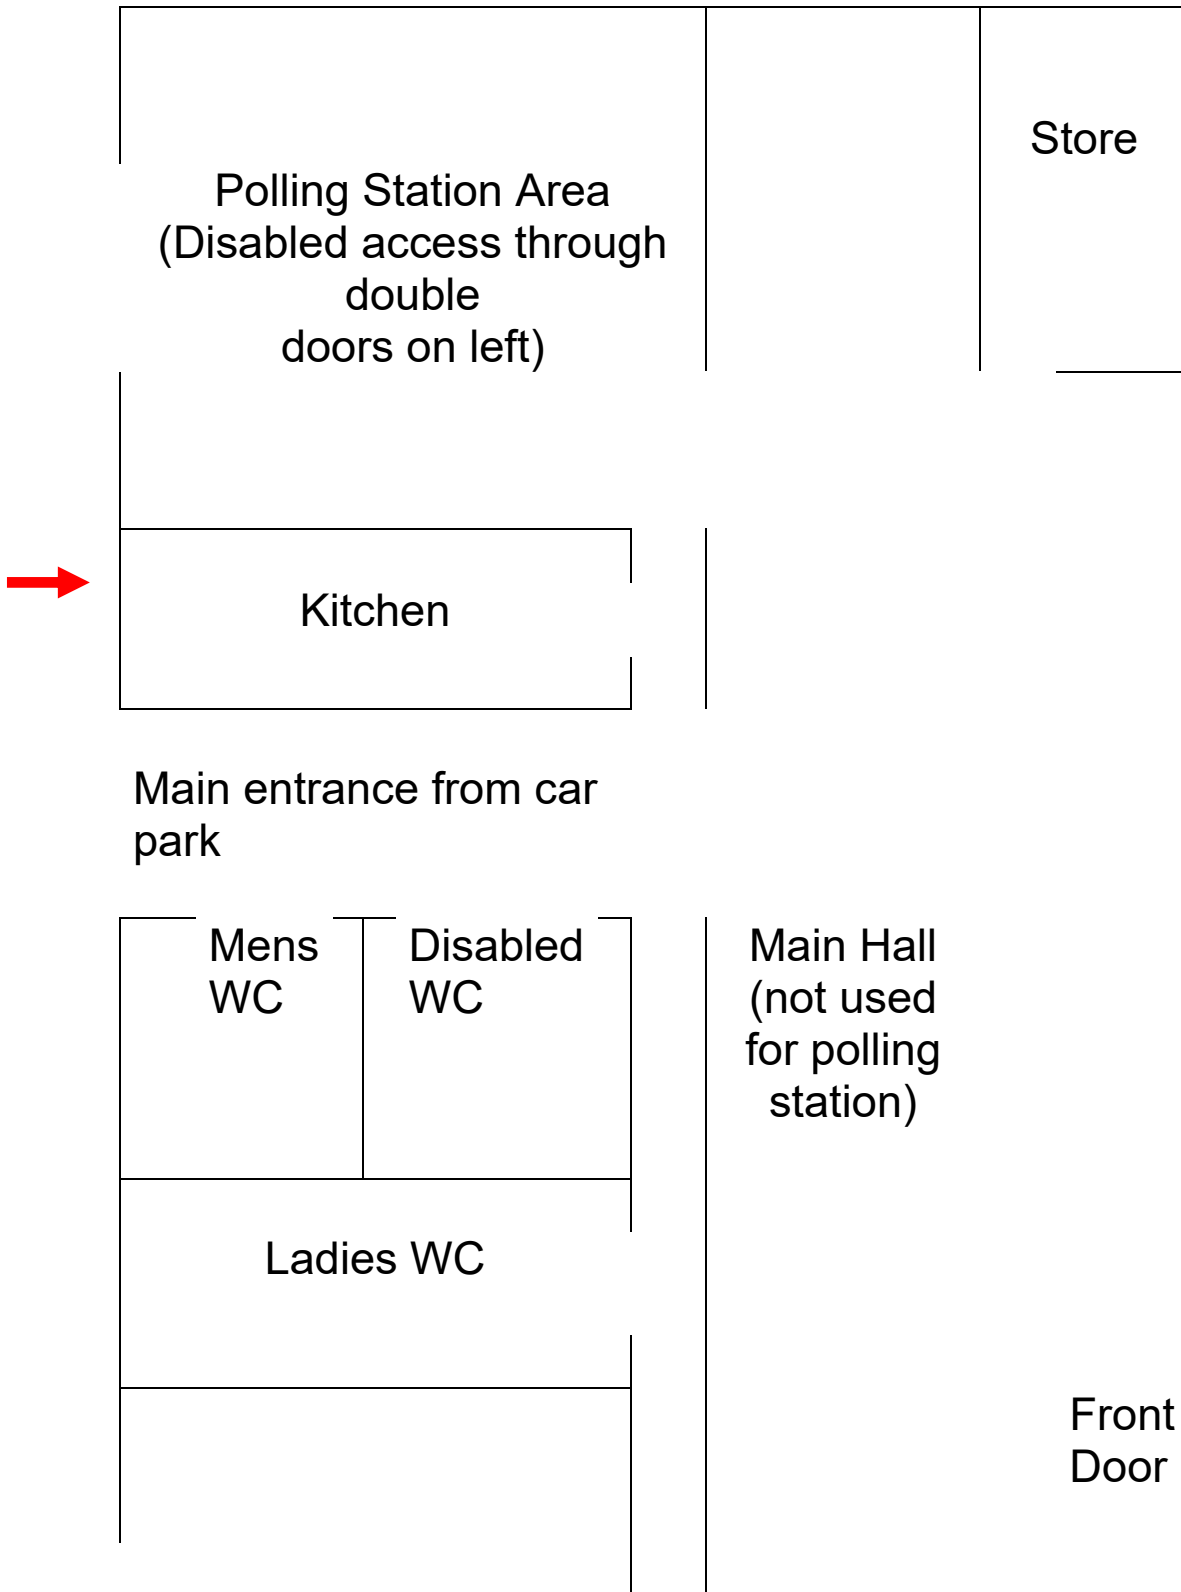 Store
Polling Station Area
(Disabled access through
double
doors on left)
Kitchen
Main entrance from car
park
Mens
WC
Disabled
WC
Main Hall
(not used
for polling
station)
Ladies WC
Front
Door